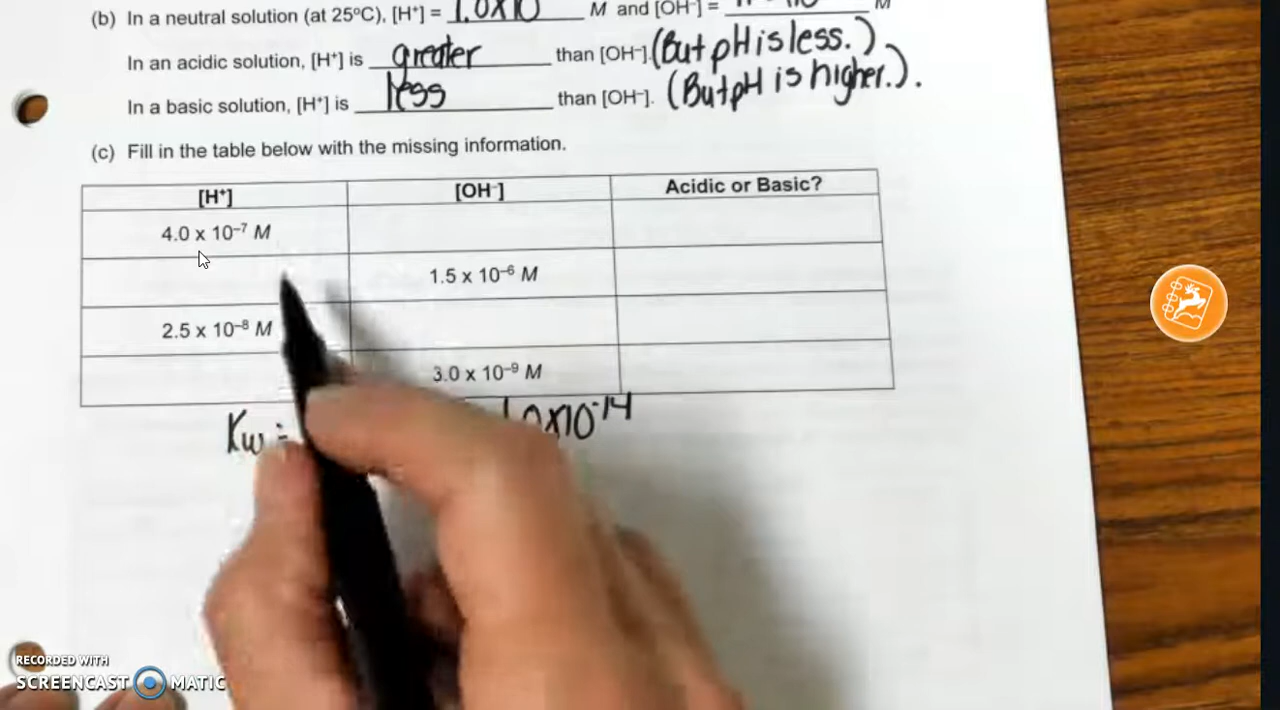 (b) In a neutral solution (at 25ºC), [H⁺] = 1.0x10 M and [OH⁻] = M
In an acidic solution, [H⁺] is greater than [OH⁻]. (But pH is less.)
In a basic solution, [H⁺] is less than [OH⁻]. (But pH is higher.).
(c) Fill in the table below with the missing information.
[H⁺] [OH⁻] Acidic or Basic?
4.0 x 10⁻⁷ M
1.5 x 10⁻⁶ M
2.5 x 10⁻⁸ M
3.0 x 10⁻⁹ M
Kw = 1.0x10⁻¹⁴
RECORDED WITH
SCREENCAST MATIC